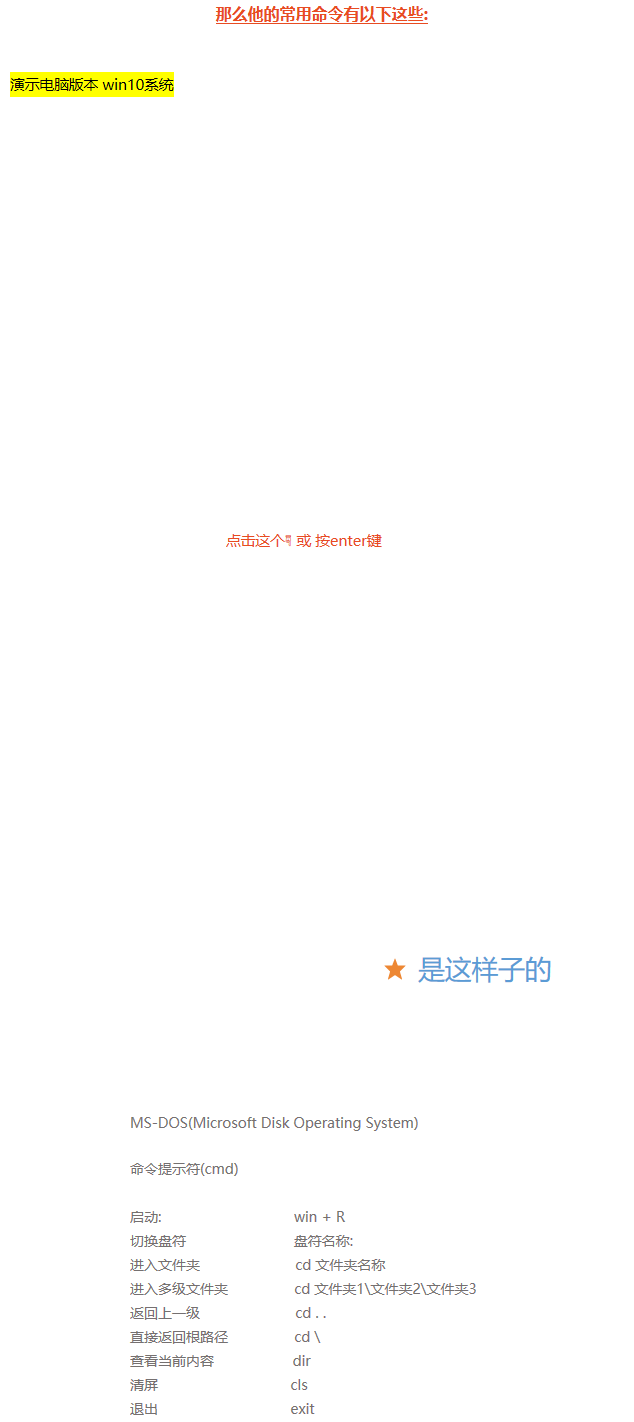 那么他的常用命令有以下这些:
演示电脑版本 win10系统
点击这个 或 按enter键
★ 是这样子的
MS-DOS(Microsoft Disk Operating System)
命令提示符(cmd)
启动: win + R
切换盘符 盘符名称:
进入文件夹 cd 文件夹名称
进入多级文件夹 cd 文件夹1\文件夹2\文件夹3
返回上一级 cd . .
直接返回根路径 cd \
查看当前内容 dir
清屏 cls
退出 exit